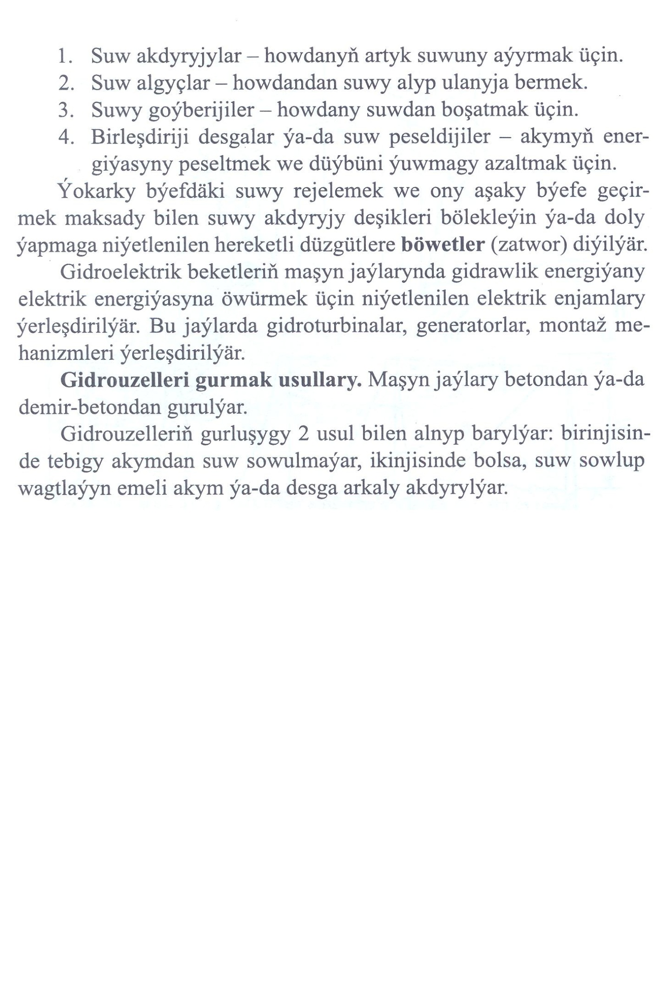 1. Suw akdyryjylar – howdanyň artyk suwuny aýyrmak üçin.
2. Suw algyçlar – howdandan suwy alyp ulanyja bermek.
3. Suwy goýberijiler – howdany suwdan boşatmak üçin.
4. Birleşdiriji desgalar ýa-da suw peseldijiler – akymyň ener-
giýasyny peseltmek we düýbüni ýuwmagy azaltmak üçin.
Ýokarky býefdäki suwy rejelemek we ony aşaky býefe geçir-
mek maksady bilen suwy akdyryjy deşikleri bölekleýin ýa-da doly
ýapmaga niýetlenilen hereketli düzgütlere böwetler (zatwor) diýilýär.
Gidroelektrik beketleriň maşyn jaýlarynda gidrawlik energiýany
elektrik energiýasyna öwürmek üçin niýetlenilen elektrik enjamlary
ýerleşdirilýär. Bu jaýlarda gidroturbinalar, generatorlar, montaž me-
hanizmleri ýerleşdirilýär.
Gidrouzelleri gurmak usullary. Maşyn jaýlary betondan ýa-da
demir-betondan gurulýar.
Gidrouzelleriň gurluşygy 2 usul bilen alnyp barylýar: birinjisin-
de tebigy akymdan suw sowulmaýar, ikinjisinde bolsa, suw sowlup
wagtlaýyn emeli akym ýa-da desga arkaly akdyrylýar.